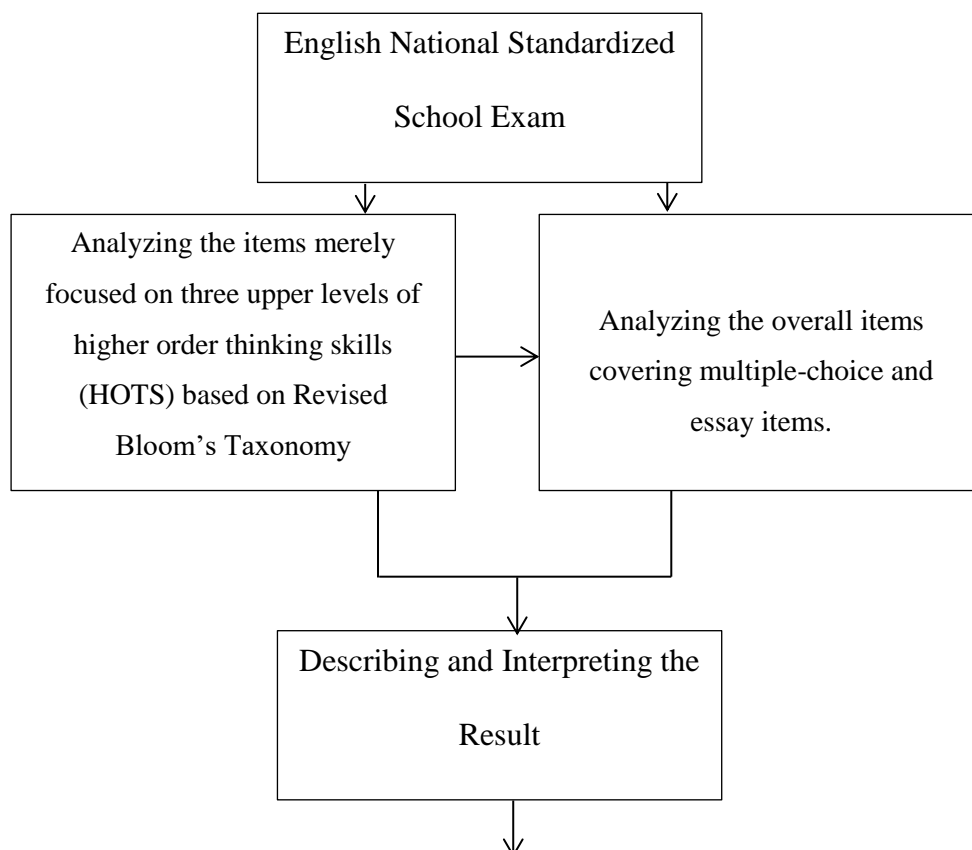 English National Standardized
School Exam
Analyzing the items merely
focused on three upper levels of
higher order thinking skills
(HOTS) based on Revised
Bloom’s Taxonomy
Analyzing the overall items
covering multiple-choice and
essay items.
Describing and Interpreting the
Result